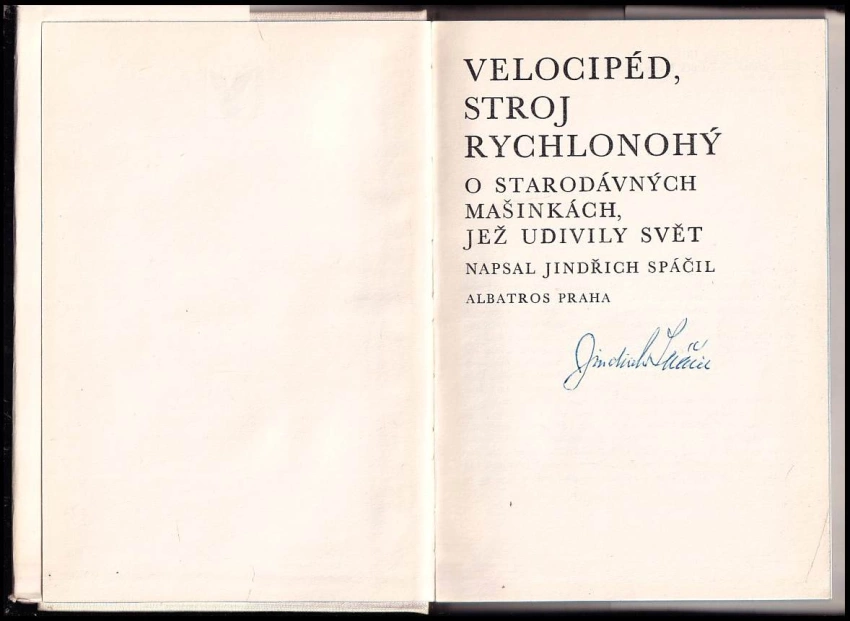 VELOCIPÉD,
STROJ
RYCHLONOHÝ
O STARODÁVNÝCH
MAŠINKÁCH,
JEŽ UDIVILY SVĚT
NAPSAL JINDŘICH SPÁČIL
ALBATROS PRAHA
Jindřich Spáčil